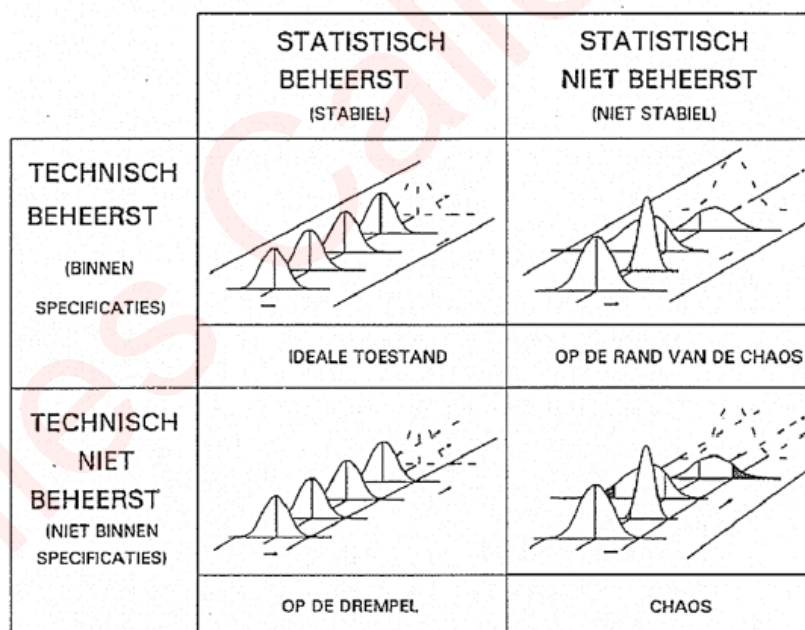 STATISTISCH
BEHEERST
(STABIEL)
STATISTISCH
NIET BEHEERST
(NIET STABIEL)
TECHNISCH
BEHEERST
(BINNEN
SPECIFICATIES)
IDEALE TOESTAND
OP DE RAND VAN DE CHAOS
TECHNISCH
NIET
BEHEERST
(NIET BINNEN
SPECIFICATIES)
OP DE DREMPEL
CHAOS